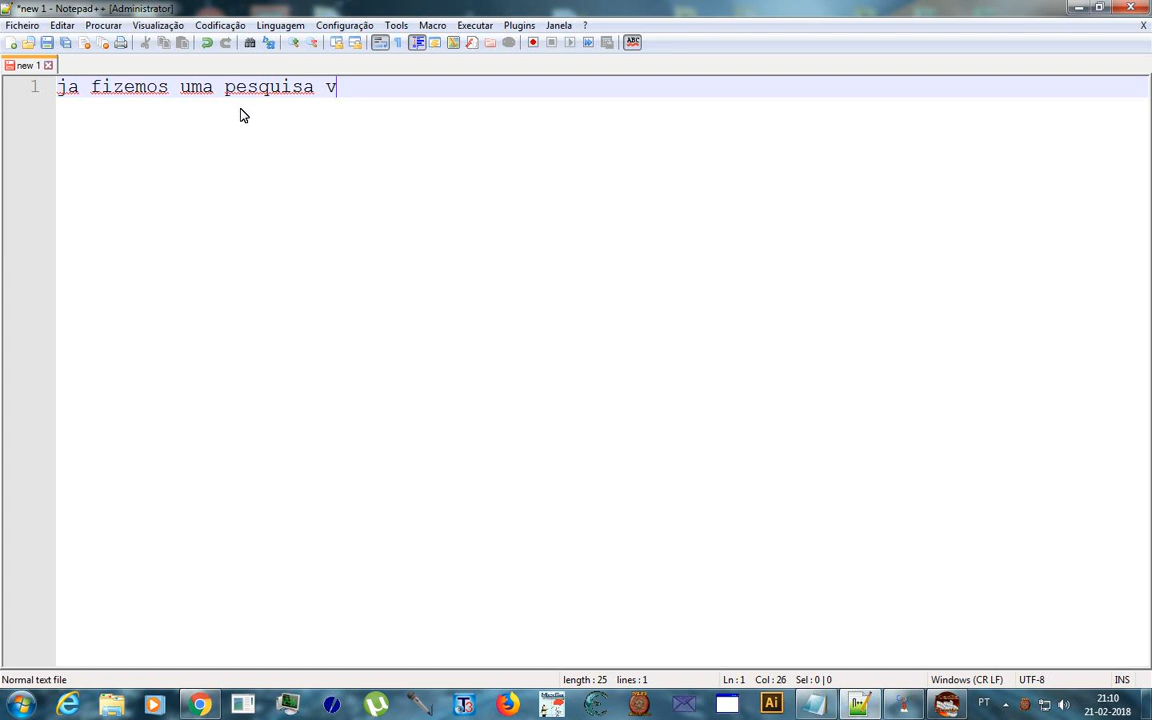 *new 1 - Notepad++ [Administrator]
Ficheiro Editar Procurar Visualização Codificação Linguagem Configuração Tools Macro Executar Plugins Janela ? X
new 1
1 ja fizemos uma pesquisa v
Normal text file length : 25 lines : 1 Ln : 1 Col : 26 Sel : 0 | 0 Windows (CR LF) UTF-8 INS
PT 21:10
21-02-2018